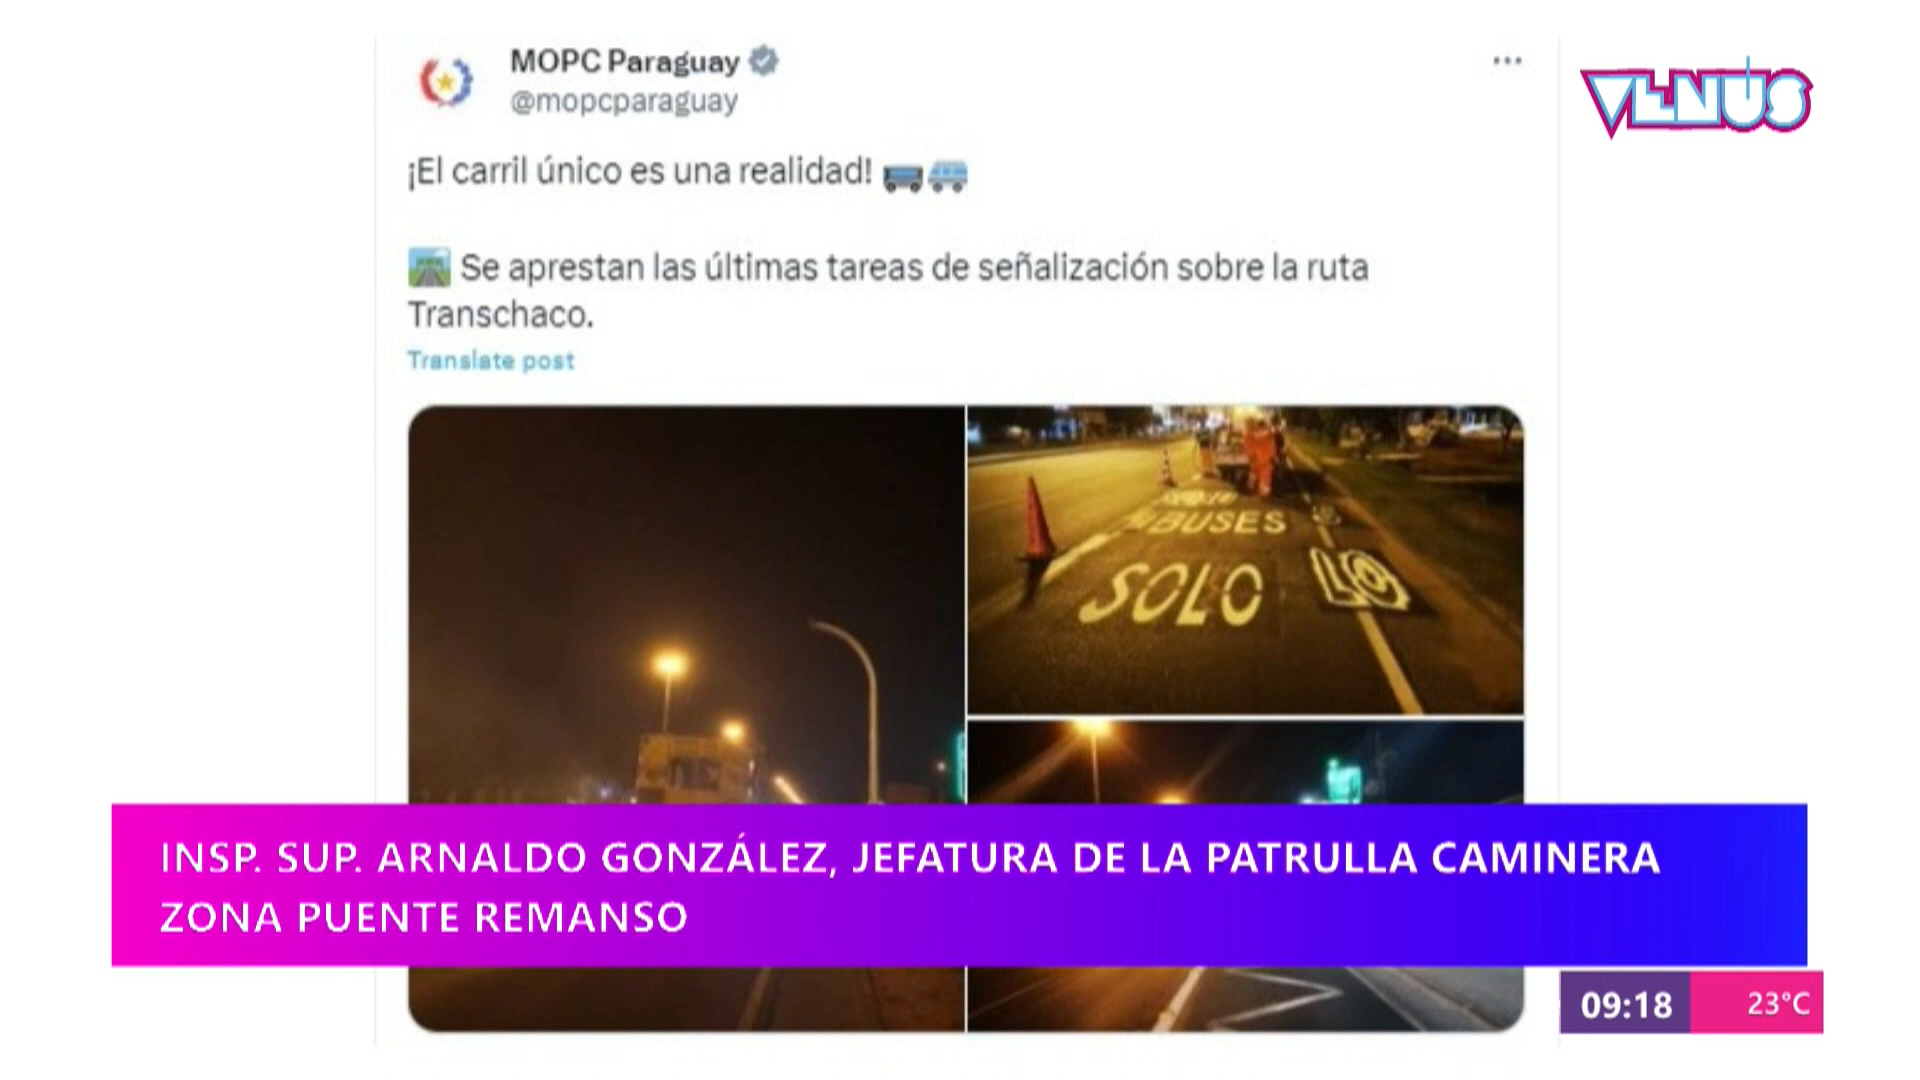 MOPC Paraguay
@mopcparaguay
VENUS
¡El carril único es una realidad!
Se aprestan las últimas tareas de señalización sobre la ruta
Transchaco.
Translate post
BUSES
SOLO
INSP. SUP. ARNALDO GONZÁLEZ, JEFATURA DE LA PATRULLA CAMINERA
ZONA PUENTE REMANSO
09:18
23°C